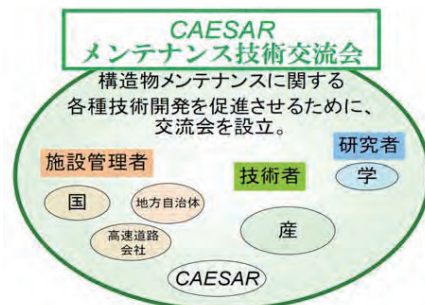 CAESAR
メンテナンス技術交流会
構造物メンテナンスに関する
各種技術開発を促進させるために、
交流会を設立。
研究者
学
施設管理者
技術者
国
地方自治体
高速道路
会社
産
CAESAR